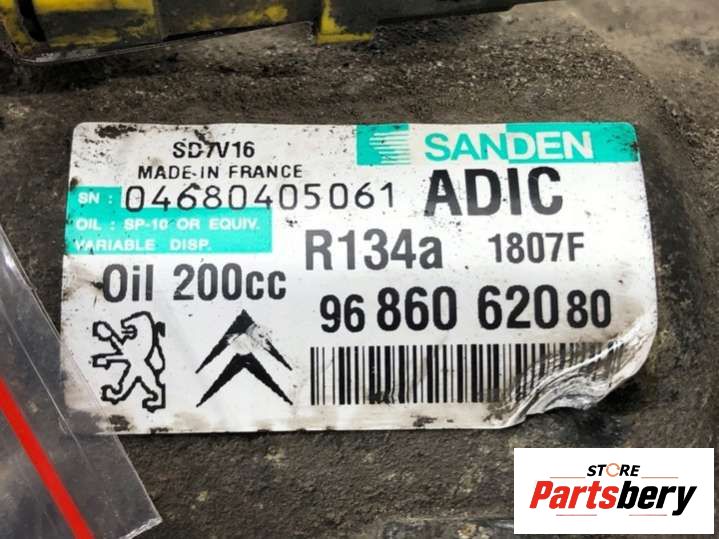 SD7V16
MADE-IN FRANCE
SANDEN
SN : 04680405061
ADIC
OIL : SP-10 OR EQUIV.
VARIABLE DISP.
R134a 1807F
Oil 200cc
96 860 620 80
STORE
Partsbery